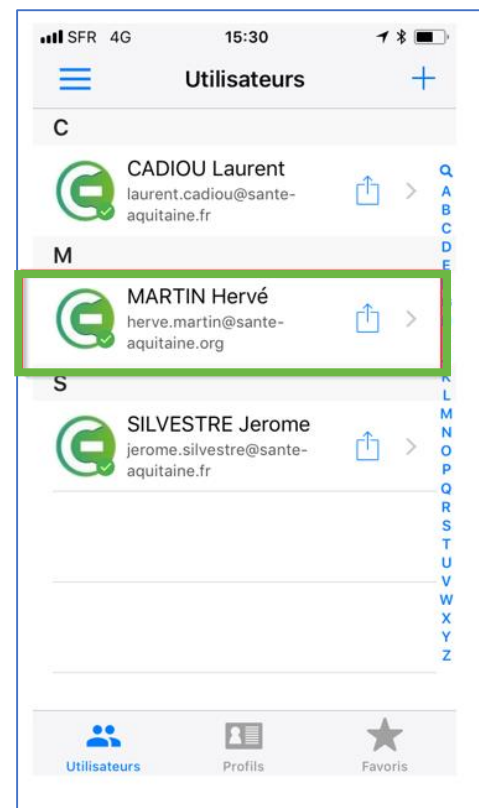 SFR 4G 15:30
Utilisateurs
C
CADIOU Laurent
laurent.cadiou@sante-
aquitaine.fr
M
MARTIN Hervé
herve.martin@sante-
aquitaine.org
S
SILVESTRE Jerome
jerome.silvestre@sante-
aquitaine.fr
A
B
C
D
E
K
L
M
N
O
P
Q
R
S
T
U
V
W
X
Y
Z
Utilisateurs Profils Favoris